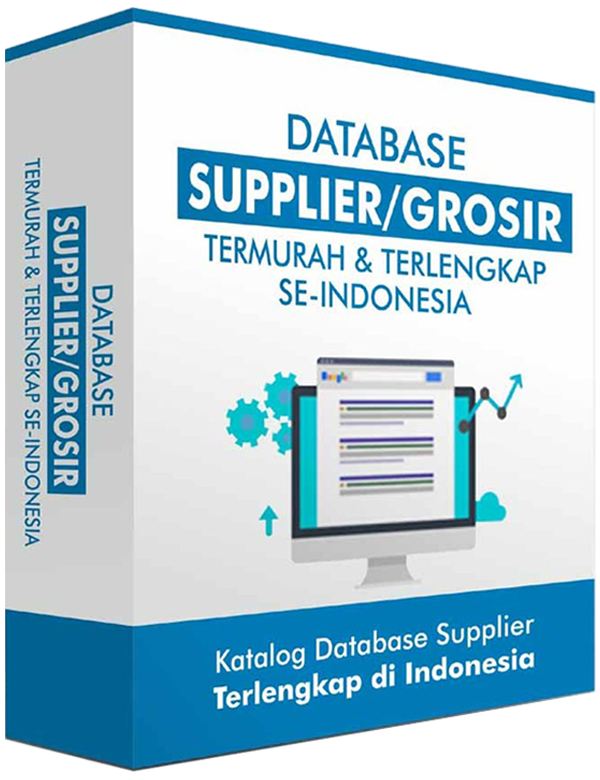 DATABASE
SUPPLIER/GROSIR
TERMURAH & TERLENGKAP
SE-INDONESIA
Katalog Database Supplier
Terlengkap di Indonesia
DATABASE
SUPPLIER/GROSIR
TERMURAH & TERLENGKAP SE-INDONESIA